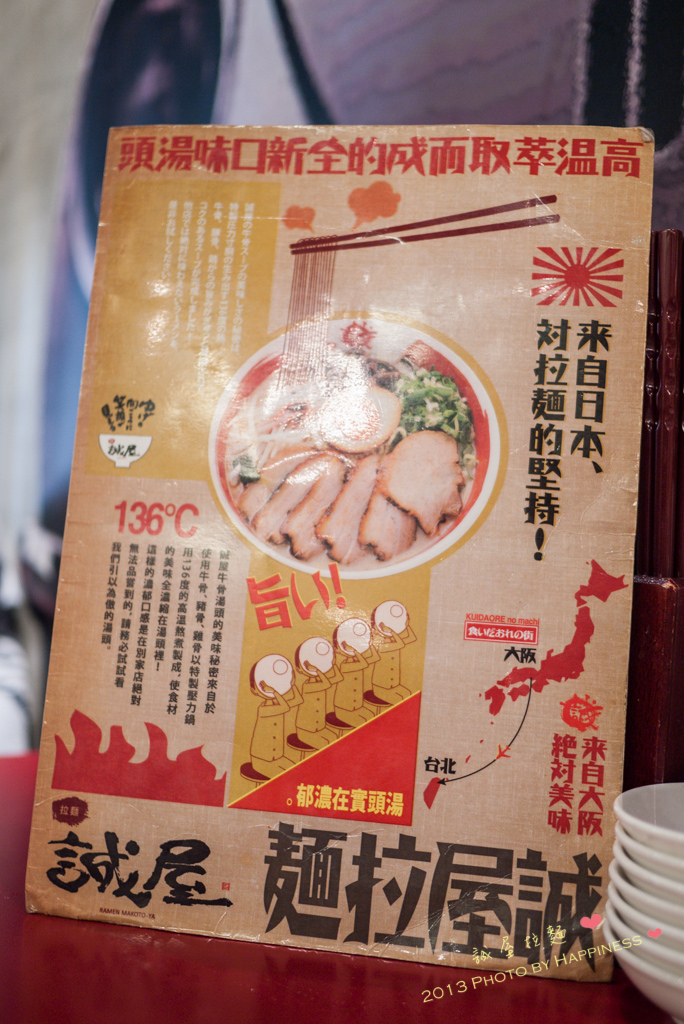 高温萃取而成的全新口味湯頭
来自日本、
対拉麵的堅持！
136℃
誠屋牛骨湯頭的美味秘密來自於
使用牛骨、豬骨、雞骨以特製壓力鍋
用136度的高温熬煮製成，使食材
的美味全濃縮在湯頭裡！
這樣的濃郁口感是在別家店絕對
無法品嘗到的，請務必試試看
我們引以為傲的湯頭。
旨い！
湯頭實在濃郁。
KUIDAORE no machi
食いだおれの街
大阪
台北
誠
来自大阪
絶対美味
拉麵
誠屋
RAMEN MAKOTO-YA
誠屋拉麵
誠屋拉麵
2013 PHOTO BY HAPPINESS